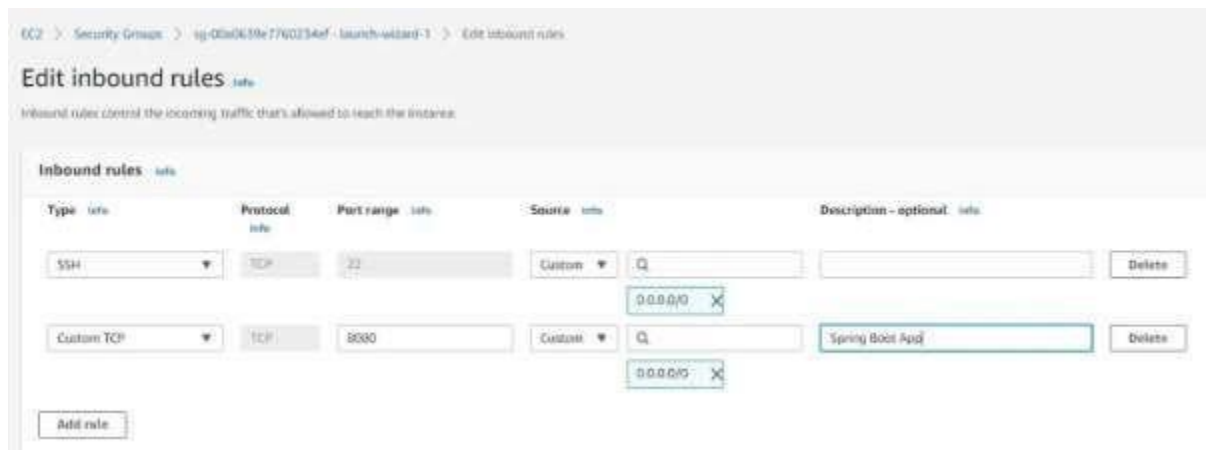 EC2 > Security Groups > - launch-wizard-1 > Edit inbound rules
Edit inbound rules Info
Inbound rules control the incoming traffic that's allowed to reach the instance.
Inbound rules Info
Type Info Protocol Info Port range Info Source Info Description - optional Info
SSH TCP 22 Custom Delete
0.0.0.0/0
Custom TCP TCP 8080 Custom Spring Boot App Delete
0.0.0.0/0
Add rule